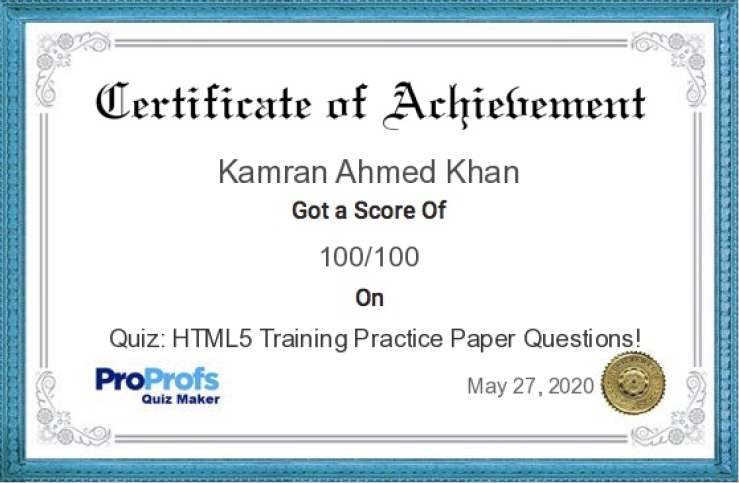 Certificate of Achievement
Kamran Ahmed Khan
Got a Score Of
100/100
On
Quiz: HTML5 Training Practice Paper Questions!
ProProfs
Quiz Maker
May 27, 2020